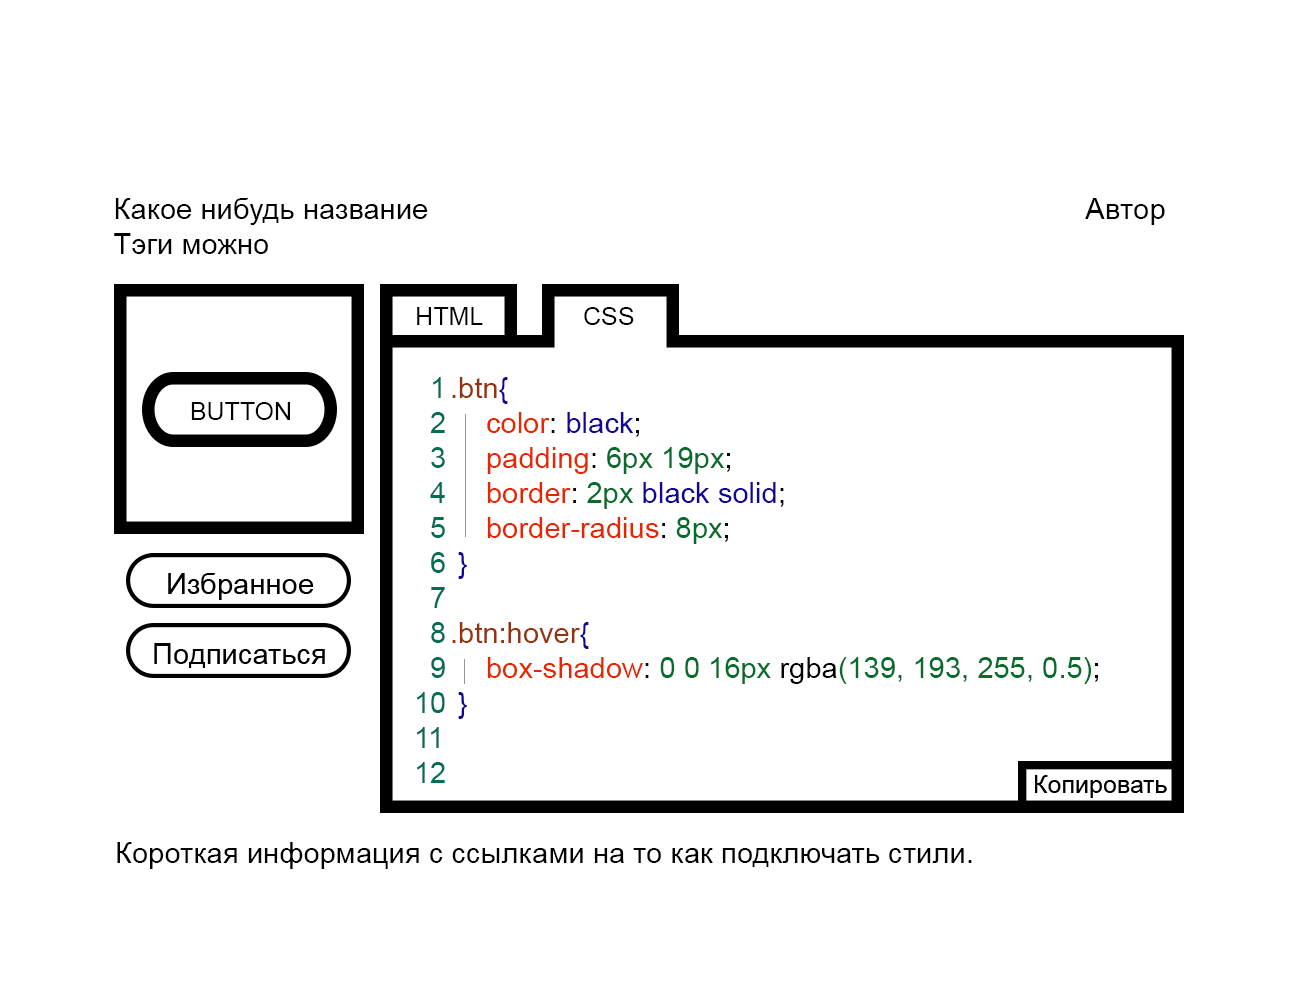 Какое нибудь название
Автор
Тэги можно
HTML
CSS
BUTTON
Избранное
Подписаться
1 .btn{
2 color: black;
3 padding: 6px 19px;
4 border: 2px black solid;
5 border-radius: 8px;
6 }
7
8 .btn:hover{
9 box-shadow: 0 0 16px rgba(139, 193, 255, 0.5);
10 }
11
12
Копировать
Короткая информация с ссылками на то как подключать стили.